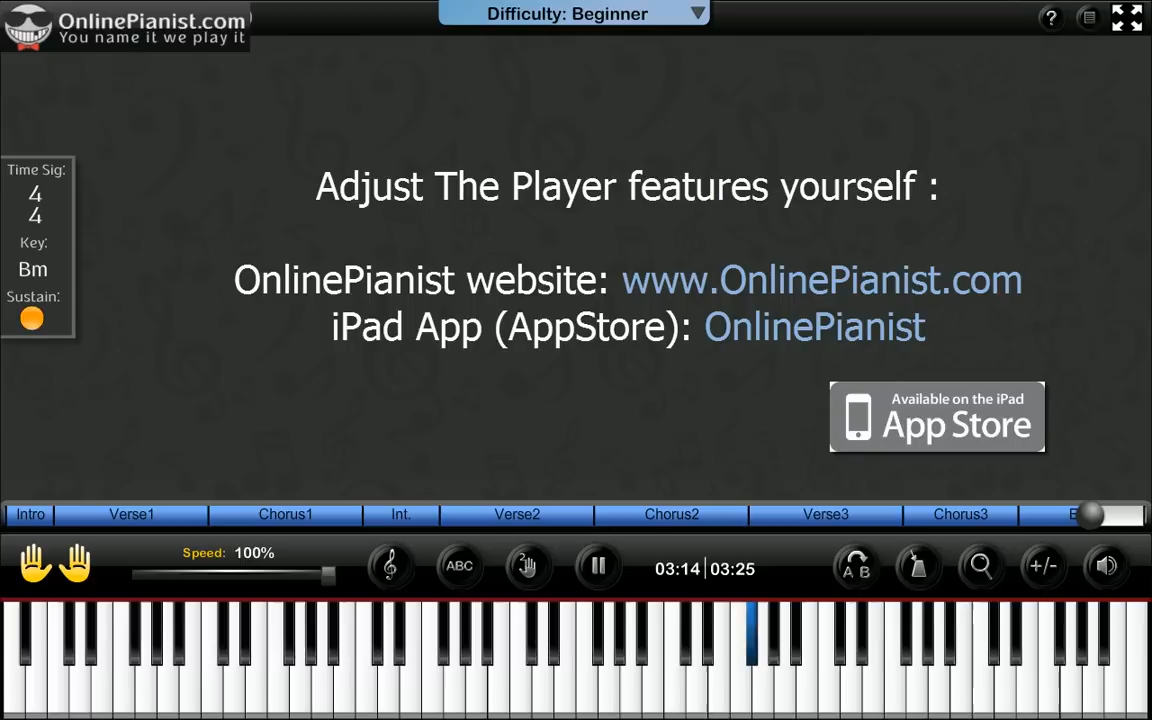 OnlinePianist.com
You name it we play it
Difficulty: Beginner
?
Time Sig:
4
4
Key:
Bm
Sustain:
Adjust The Player features yourself :
OnlinePianist website: www.OnlinePianist.com
iPad App (AppStore): OnlinePianist
Available on the iPad
App Store
Intro Verse1 Chorus1 Int. Verse2 Chorus2 Verse3 Chorus3
Speed: 100%
ABC
03:14|03:25
A B
+/-